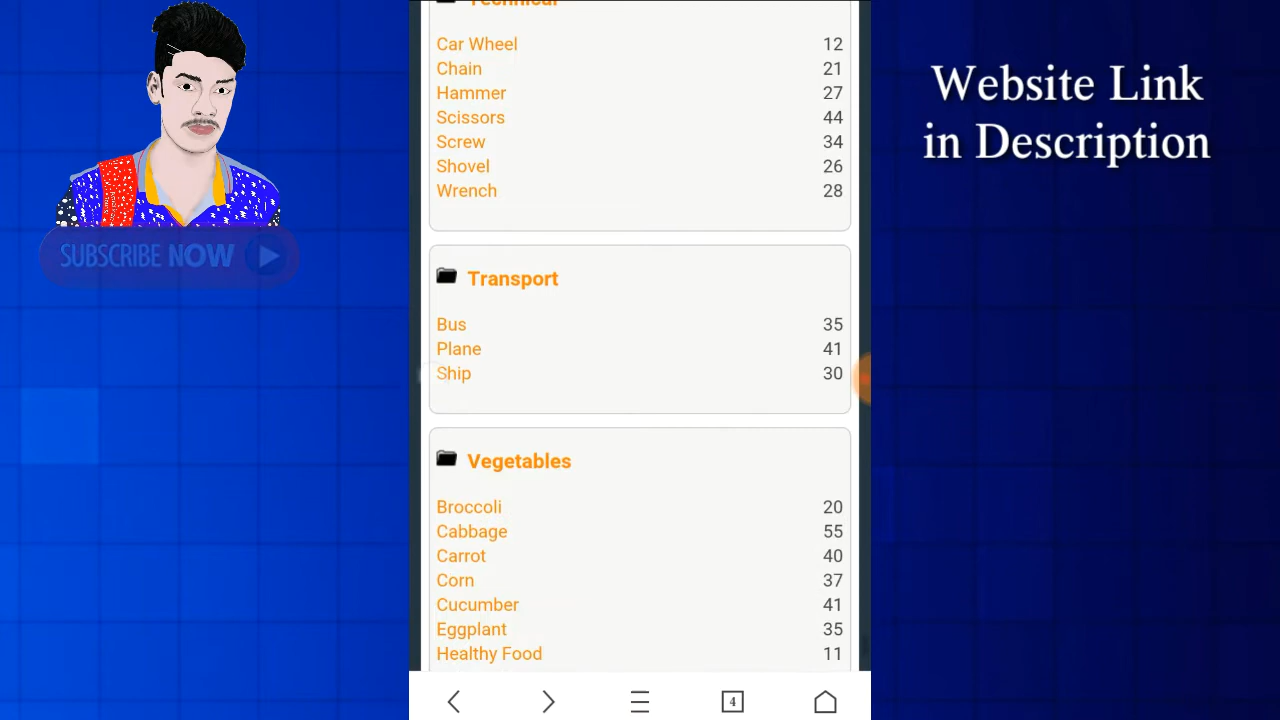 Technical
Car Wheel 12
Chain 21
Hammer 27
Scissors 44
Screw 34
Shovel 26
Wrench 28
Transport
Bus 35
Plane 41
Ship 30
Vegetables
Broccoli 20
Cabbage 55
Carrot 40
Corn 37
Cucumber 41
Eggplant 35
Healthy Food 11
4
SUBSCRIBE NOW
Website Link
in Description